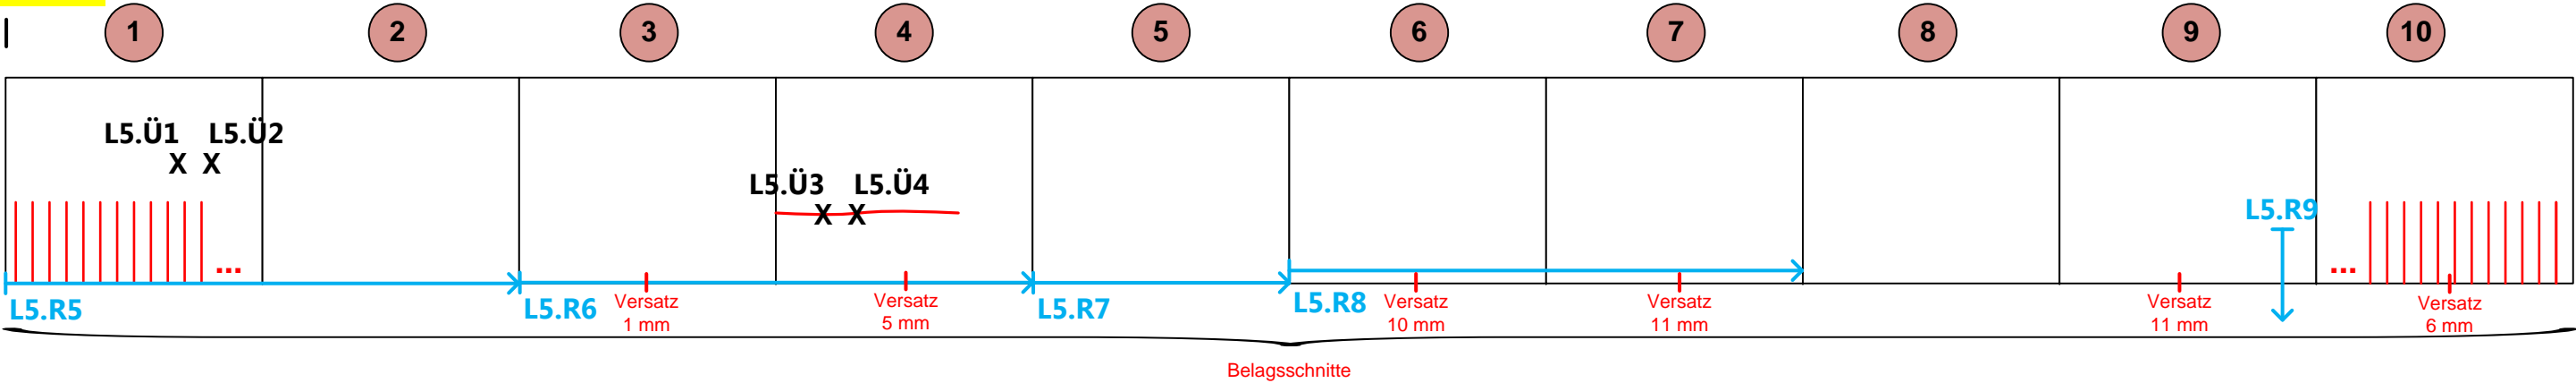 1 2 3 4 5 6 7 8 9 10
L5.Ü1 L5.Ü2
X X
L5.Ü3 L5.Ü4
X X
L5.R9
... ...
L5.R5 L5.R6 L5.R7 L5.R8
Versatz
1 mm
Versatz
5 mm
Versatz
10 mm
Versatz
11 mm
Versatz
11 mm
Versatz
6 mm
Belagsschnitte